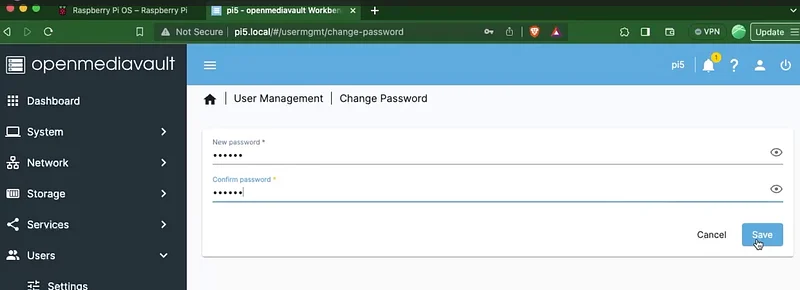 Raspberry Pi OS – Raspberry Pi
pi5 - openmediavault Workben
Not Secure pi5.local/#/usermgmt/change-password
VPN
Update
openmediavault
pi5
1
Dashboard
User Management | Change Password
System
Network
Storage
Services
Users
Settings
New password *
••••••
Confirm password *
••••••
Cancel
Save